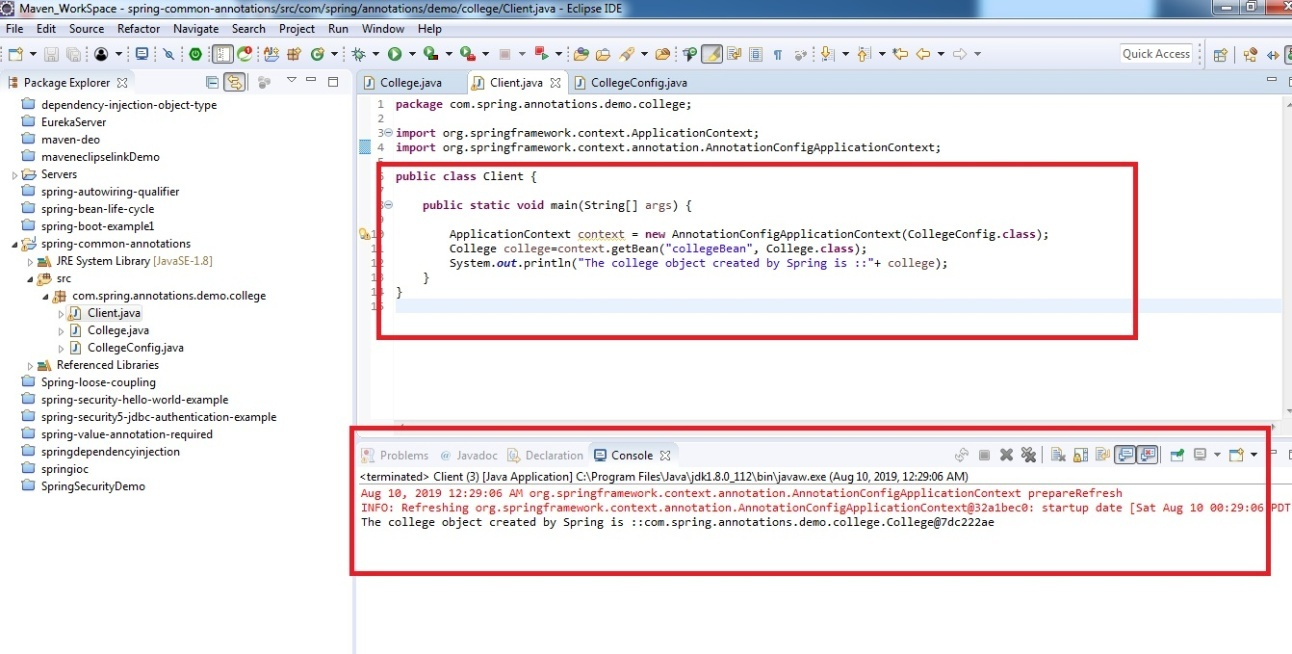 Maven_WorkSpace - spring-common-annotations/src/com/spring/annotations/demo/college/Client.java - Eclipse IDE
File Edit Source Refactor Navigate Search Project Run Window Help
Quick Access
Package Explorer
dependency-injection-object-type
EurekaServer
maven-deo
maveneclipselinkDemo
Servers
spring-autowiring-qualifier
spring-bean-life-cycle
spring-boot-example1
spring-common-annotations
JRE System Library [JavaSE-1.8]
src
com.spring.annotations.demo.college
Client.java
College.java
CollegeConfig.java
Referenced Libraries
Spring-loose-coupling
spring-security-hello-world-example
spring-security5-jdbc-authentication-example
spring-value-annotation-required
springdependencyinjection
springioc
SpringSecurityDemo
College.java Client.java CollegeConfig.java
1 package com.spring.annotations.demo.college;
2
3 import org.springframework.context.ApplicationContext;
4 import org.springframework.context.annotation.AnnotationConfigApplicationContext;
public class Client {
public static void main(String[] args) {
ApplicationContext context = new AnnotationConfigApplicationContext(CollegeConfig.class);
College college=context.getBean("collegeBean", College.class);
System.out.println("The college object created by Spring is ::"+ college);
}
}
Problems @ Javadoc Declaration Console
<terminated> Client (3) [Java Application] C:\Program Files\Java\jdk1.8.0_112\bin\javaw.exe (Aug 10, 2019, 12:29:06 AM)
Aug 10, 2019 12:29:06 AM org.springframework.context.annotation.AnnotationConfigApplicationContext prepareRefresh
INFO: Refreshing org.springframework.context.annotation.AnnotationConfigApplicationContext@32a1bec0: startup date [Sat Aug 10 00:29:06 PDT
The college object created by Spring is ::com.spring.annotations.demo.college.College@7dc222ae